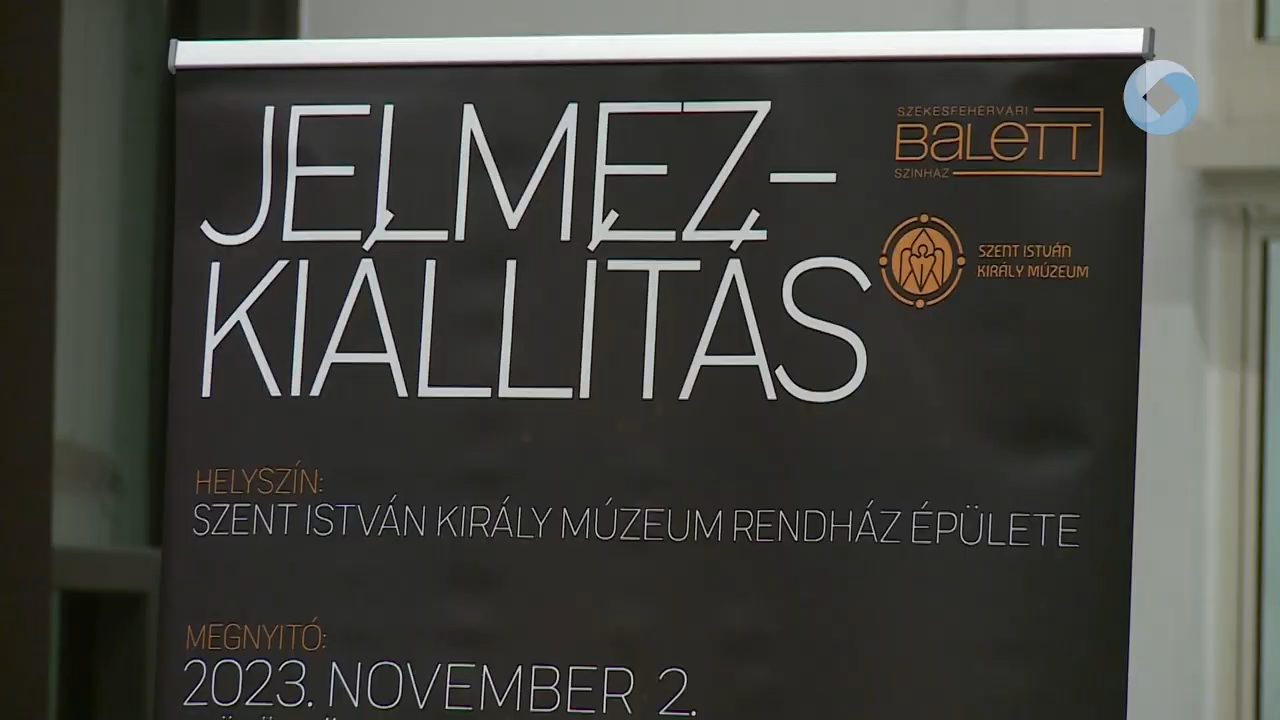 JELMEZ-
KIÁLLÍTÁS
SZÉKESFEHÉRVÁRI
BALETT
SZÍNHÁZ
SZENT ISTVÁN
KIRÁLY MÚZEUM
HELYSZÍN:
SZENT ISTVÁN KIRÁLY MÚZEUM RENDHÁZ ÉPÜLETE
MEGNYITÓ:
2023. NOVEMBER 2.